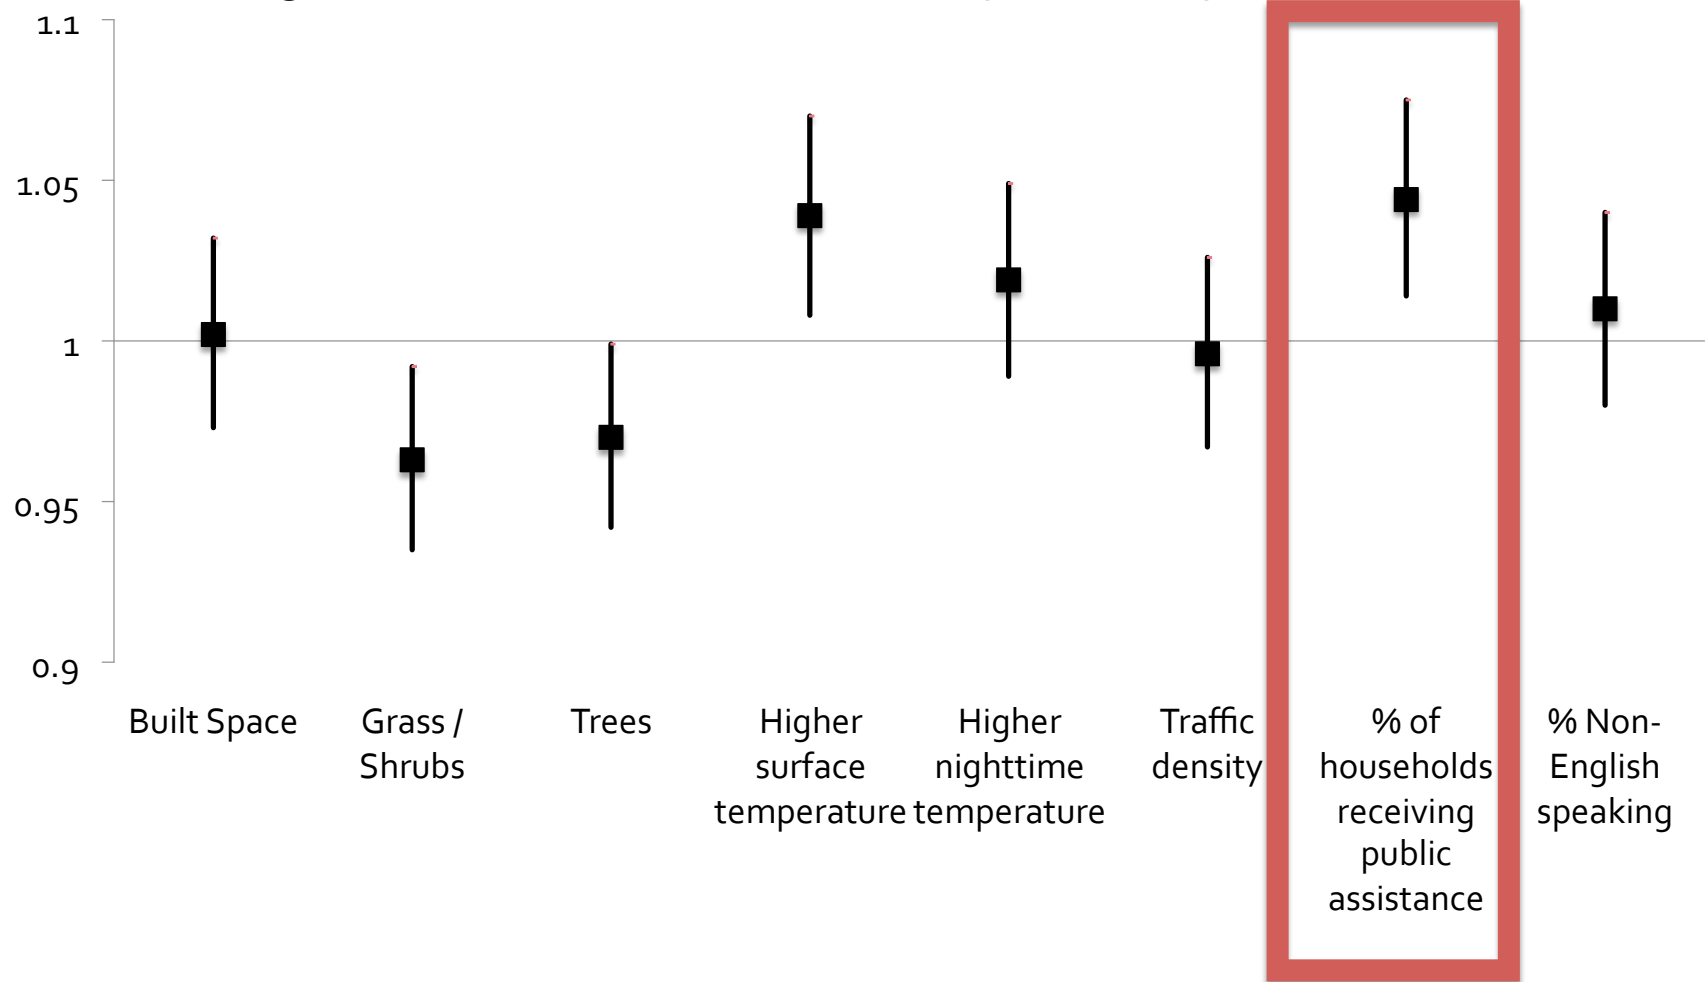 1.1
1.05
1
0.95
0.9
Built Space
Grass /
Shrubs
Trees
Higher
surface
temperature
Higher
nighttime
temperature
Traffic
density
% of
households
receiving
public
assistance
% Non-
English
speaking